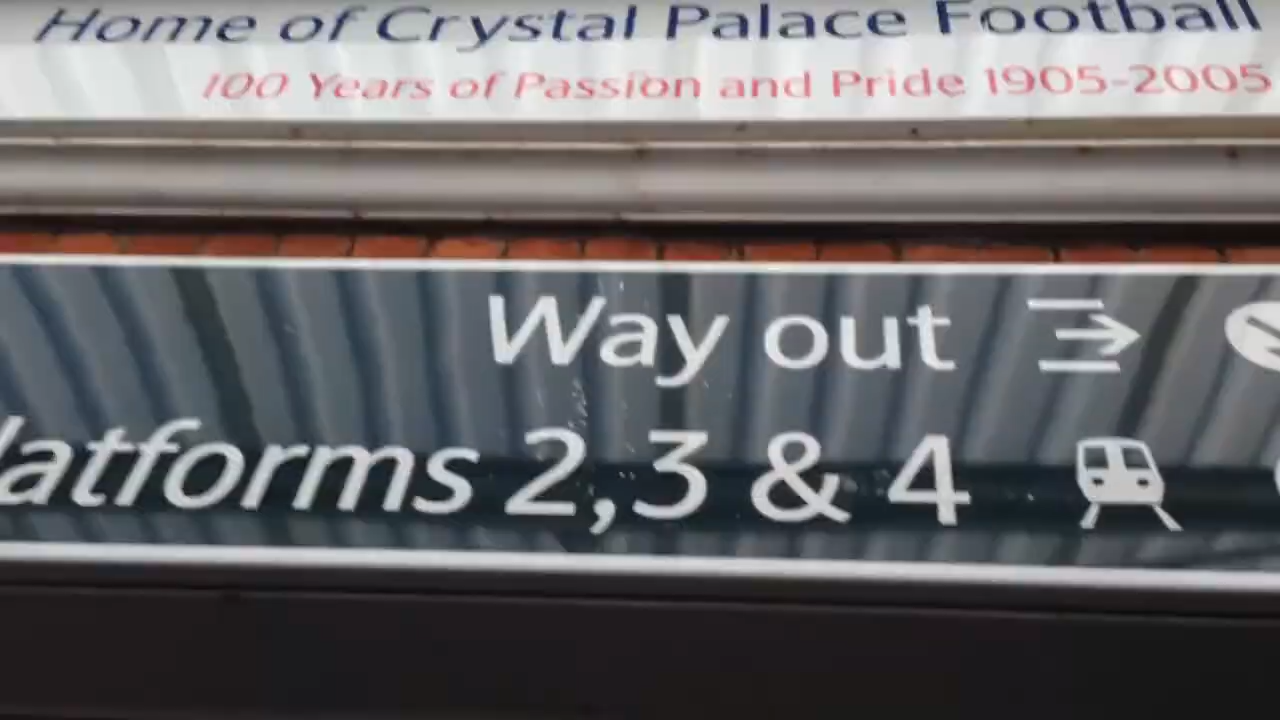 Home of Crystal Palace Football
100 Years of Passion and Pride 1905-2005
Way out
latforms 2,3 & 4